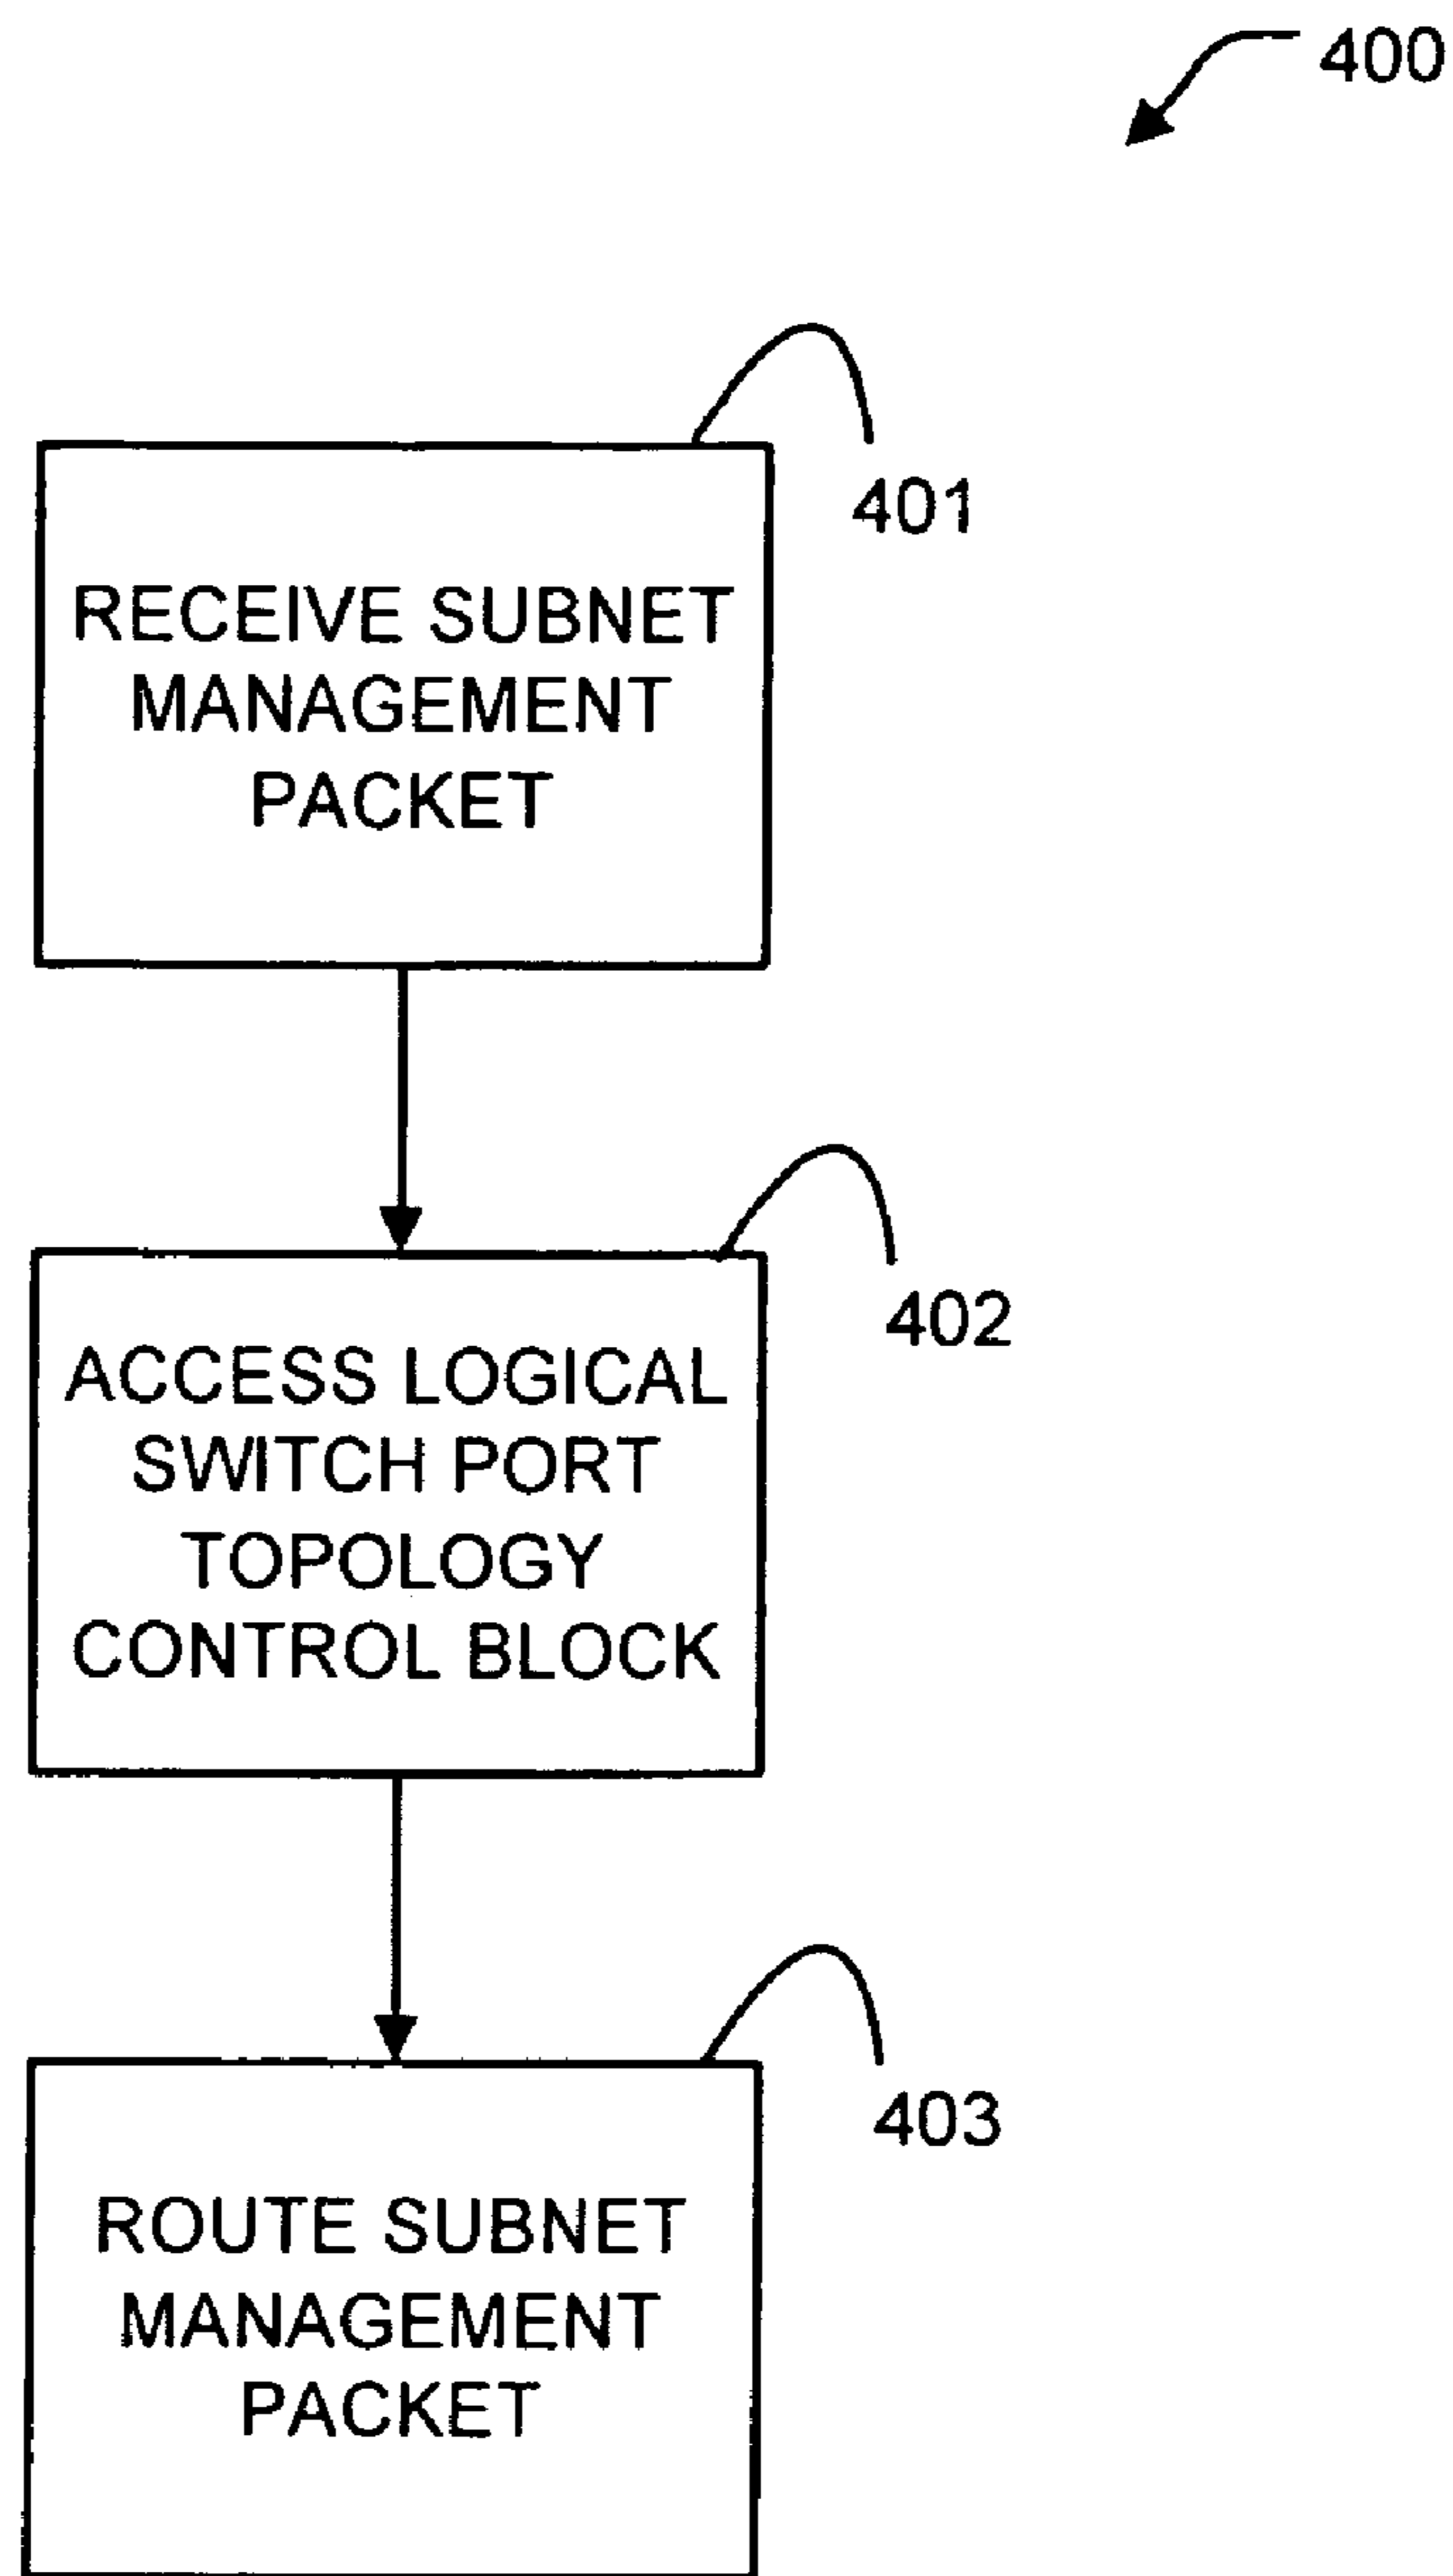 400
401
RECEIVE SUBNET
MANAGEMENT
PACKET
402
ACCESS LOGICAL
SWITCH PORT
TOPOLOGY
CONTROL BLOCK
403
ROUTE SUBNET
MANAGEMENT
PACKET